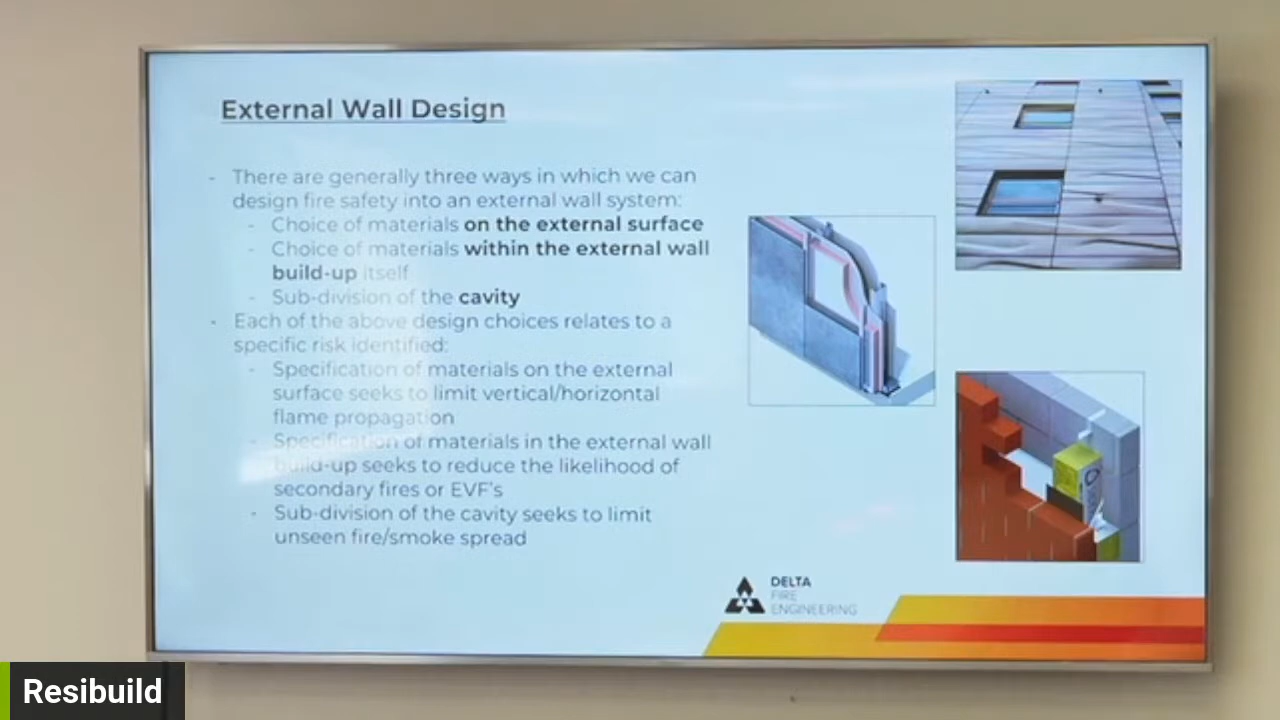 External Wall Design
- There are generally three ways in which we can
design fire safety into an external wall system:
- Choice of materials on the external surface
- Choice of materials within the external wall
build-up itself
- Sub-division of the cavity
- Each of the above design choices relates to a
specific risk identified:
- Specification of materials on the external
surface seeks to limit vertical/horizontal
flame propagation
- Specification of materials in the external wall
build-up seeks to reduce the likelihood of
secondary fires or EVF's
- Sub-division of the cavity seeks to limit
unseen fire/smoke spread
DELTA
FIRE
ENGINEERING
Resibuild